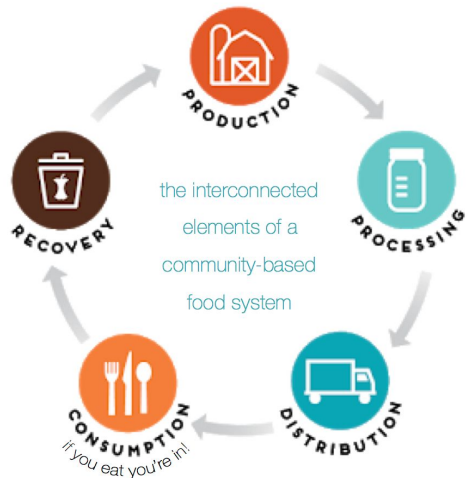 PRODUCTION
PROCESSING
DISTRIBUTION
CONSUMPTION
if you eat you're in!
RECOVERY
the interconnected
elements of a
community-based
food system